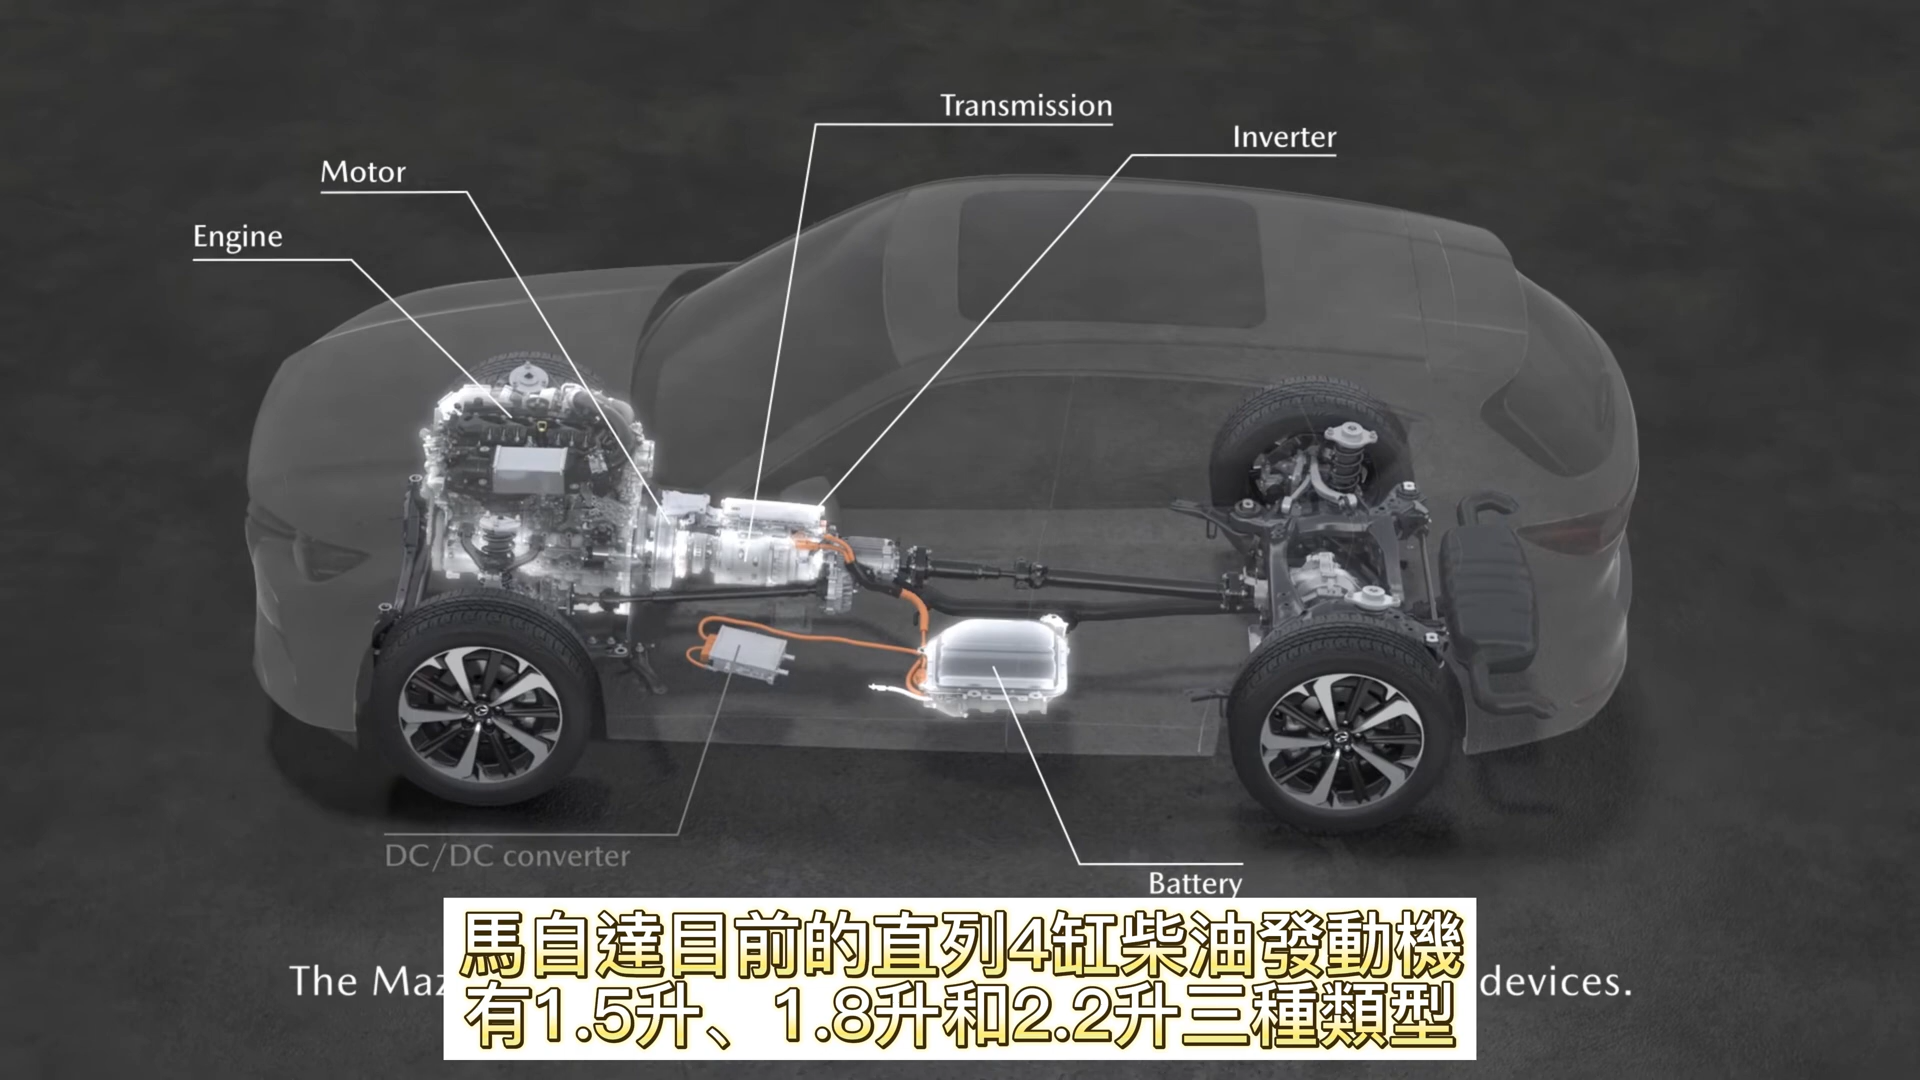 Transmission
Inverter
Motor
Engine
DC/DC converter
Battery
The Maz devices.
馬自達目前的直列4缸柴油發動機
有1.5升、1.8升和2.2升三種類型